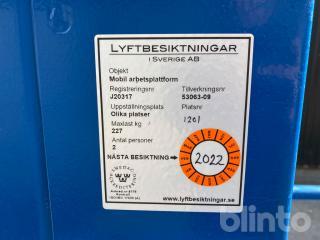 LYFTBESIKTNINGAR
I SVERIGE AB
Objekt
Mobil arbetsplattform
Registreringsnr Tillverkningsnr
J20317 53063-09
Uppställningsplats Platsnr
Olika platser 1201
Maxlast kg
227
Antal personer
2
NÄSTA BESIKTNING 2022
www.lyftbesiktningar.se
blinto